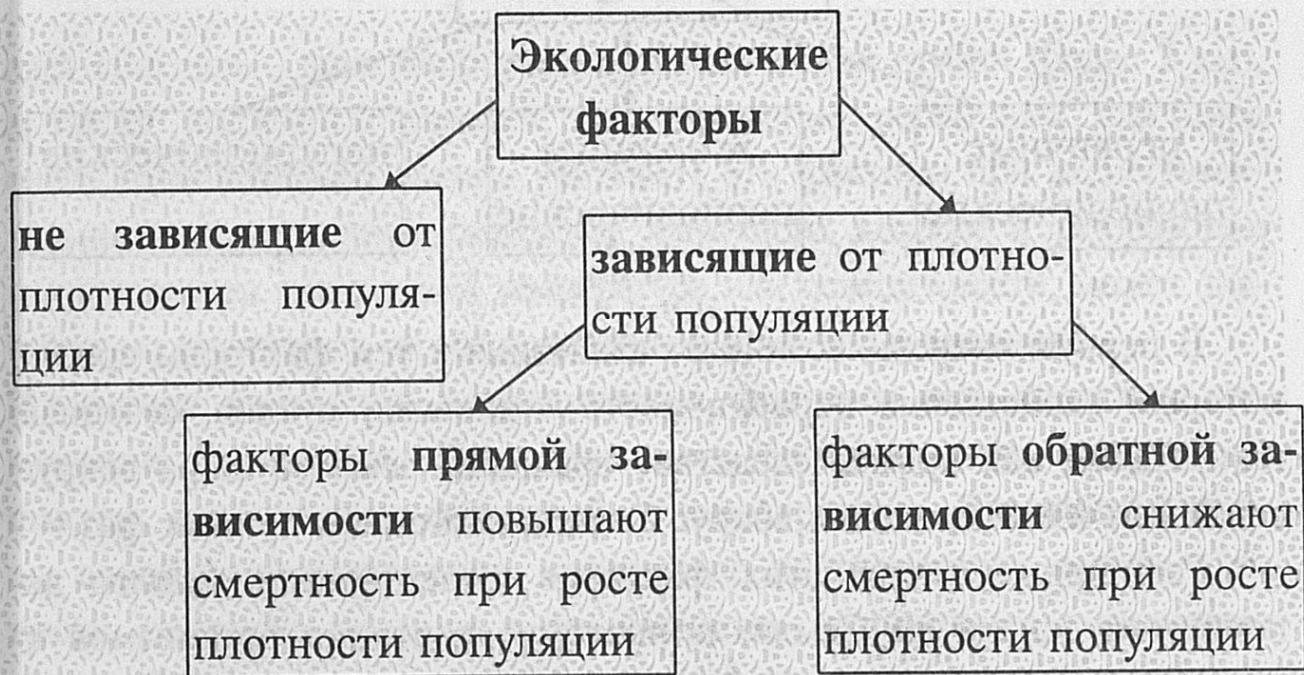 Экологические
факторы
не зависящие от
плотности популя-
ции
зависящие от плотно-
сти популяции
факторы прямой за-
висимости повышают
смертность при росте
плотности популяции
факторы обратной за-
висимости снижают
смертность при росте
плотности популяции